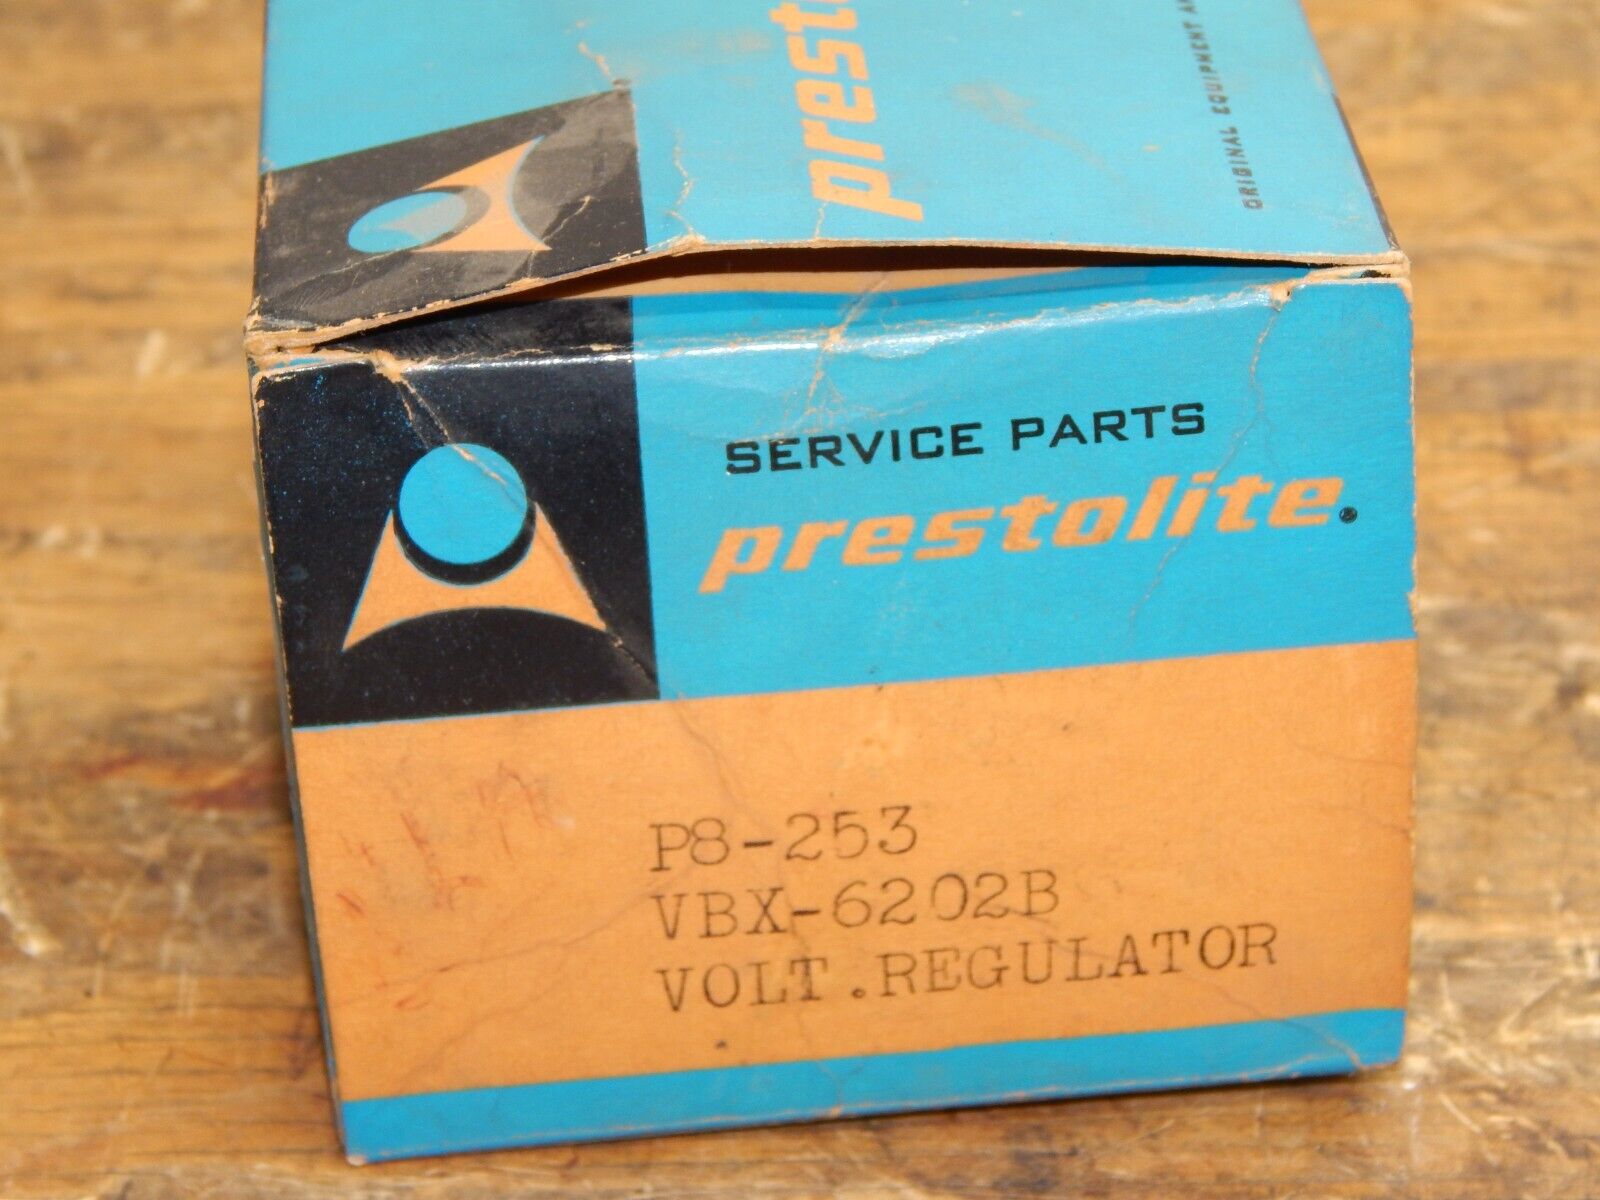 prest
ORIGINAL EQUIPMENT
SERVICE PARTS
prestolite.
P8-253
VBX-6202B
VOLT.REGULATOR